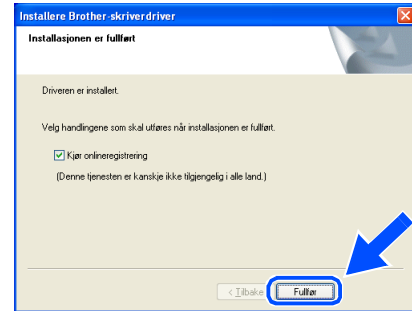 Installere Brother-skriverdriver
Installasjonen er fullført
Driveren er installert.
Velg handlingene som skal utføres når installasjonen er fullført.
Kjør onlineregistrering
(Denne tjenesten er kanskje ikke tilgjengelig i alle land.)
< Tilbake Fullfør